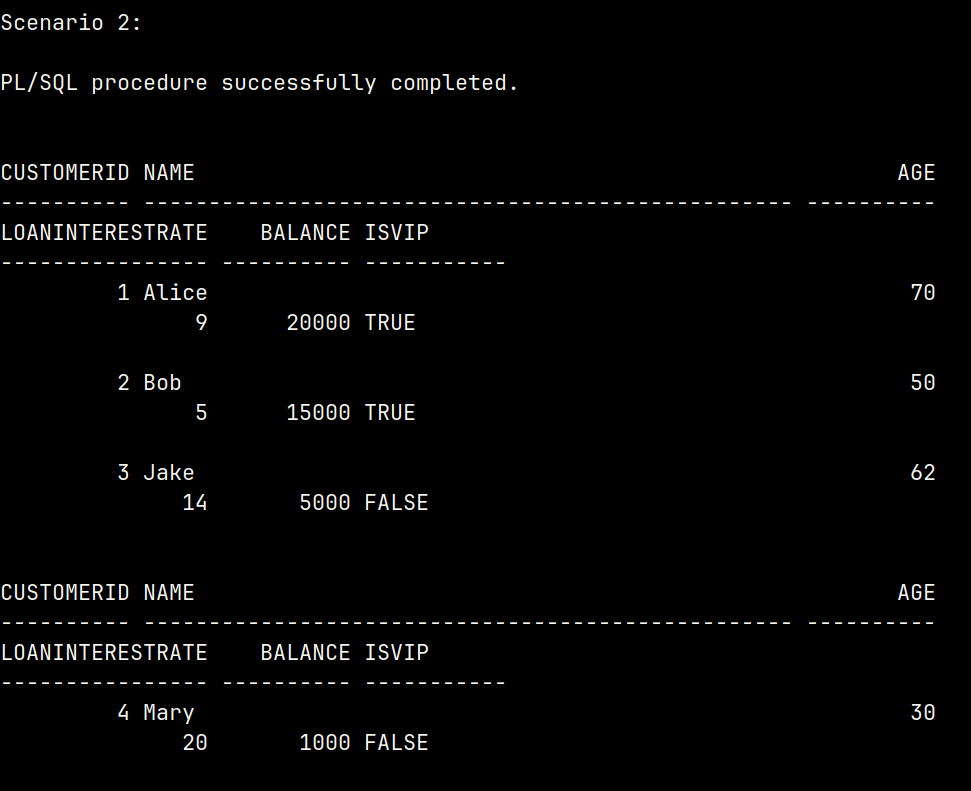 Scenario 2:
PL/SQL procedure successfully completed.
CUSTOMERID NAME                                                      AGE
---------- -------------------------------------------------- ----------
LOANINTERESTRATE    BALANCE ISVIP
---------------- ---------- -----------
         1 Alice                                                      70
               9      20000 TRUE
         2 Bob                                                        50
               5      15000 TRUE
         3 Jake                                                       62
              14       5000 FALSE
CUSTOMERID NAME                                                      AGE
---------- -------------------------------------------------- ----------
LOANINTERESTRATE    BALANCE ISVIP
---------------- ---------- -----------
         4 Mary                                                       30
              20       1000 FALSE